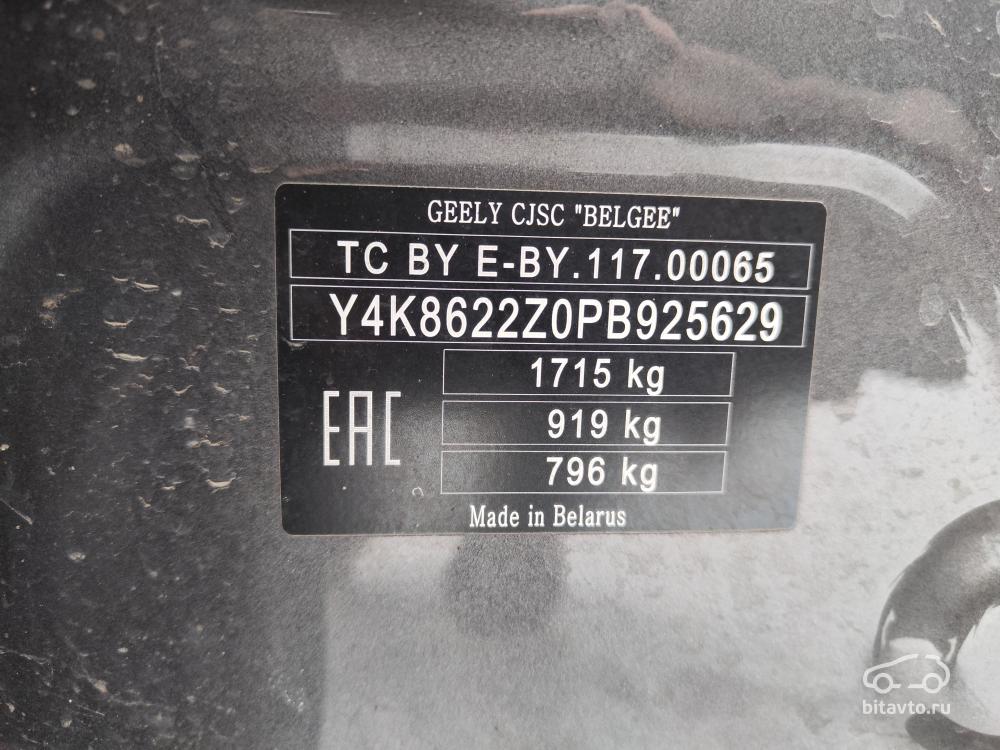 GEELY CJSC "BELGEE"
TC BY E-BY.117.00065
Y4K8622Z0PB925629
1715 kg
919 kg
EAC
796 kg
Made in Belarus
bitavto.ru